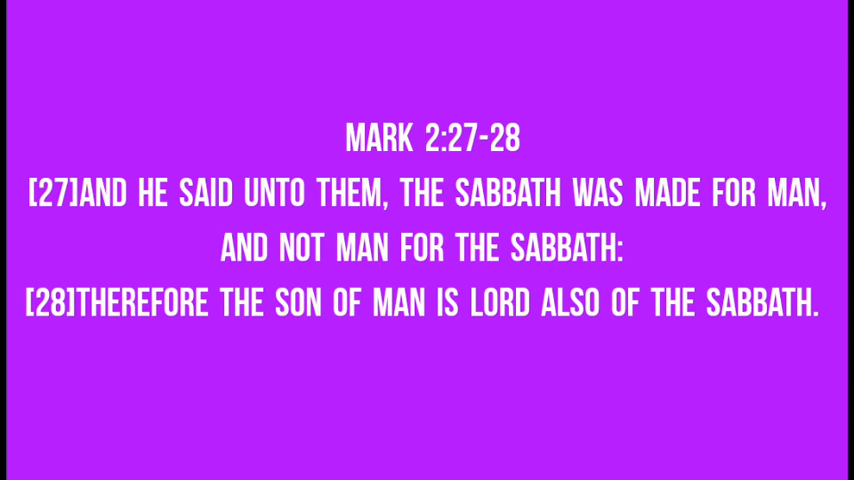 MARK 2:27-28
[27]AND HE SAID UNTO THEM, THE SABBATH WAS MADE FOR MAN,
AND NOT MAN FOR THE SABBATH:
[28]THEREFORE THE SON OF MAN IS LORD ALSO OF THE SABBATH.